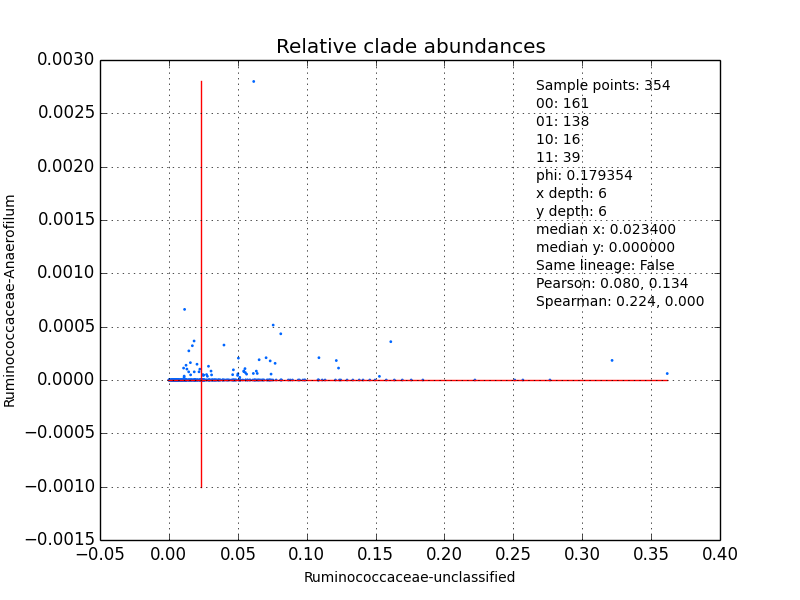 Relative clade abundances
0.0030
0.0025
0.0020
0.0015
0.0010
0.0005
0.0000
−0.0005
−0.0010
−0.0015
Ruminococcaceae-Anaerofilum
Sample points: 354
00: 161
01: 138
10: 16
11: 39
phi: 0.179354
x depth: 6
y depth: 6
median x: 0.023400
median y: 0.000000
Same lineage: False
Pearson: 0.080, 0.134
Spearman: 0.224, 0.000
−0.05 0.00 0.05 0.10 0.15 0.20 0.25 0.30 0.35 0.40
Ruminococcaceae-unclassified